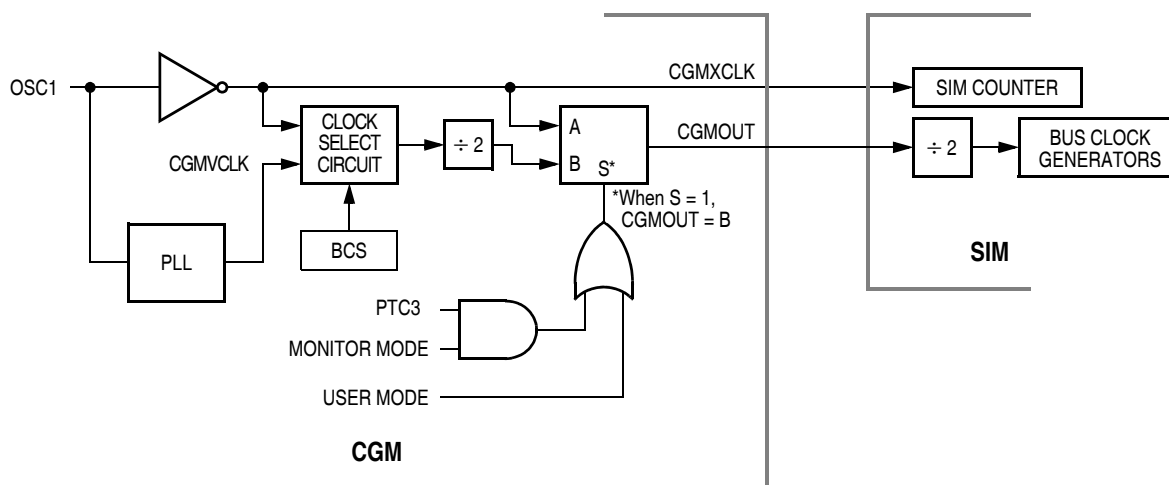 OSC1
CGMXCLK
SIM COUNTER
CLOCK
SELECT
CIRCUIT
÷ 2
A
B
S*
CGMOUT
÷ 2
BUS CLOCK
GENERATORS
CGMVCLK
*When S = 1,
CGMOUT = B
PLL
BCS
SIM
PTC3
MONITOR MODE
USER MODE
CGM